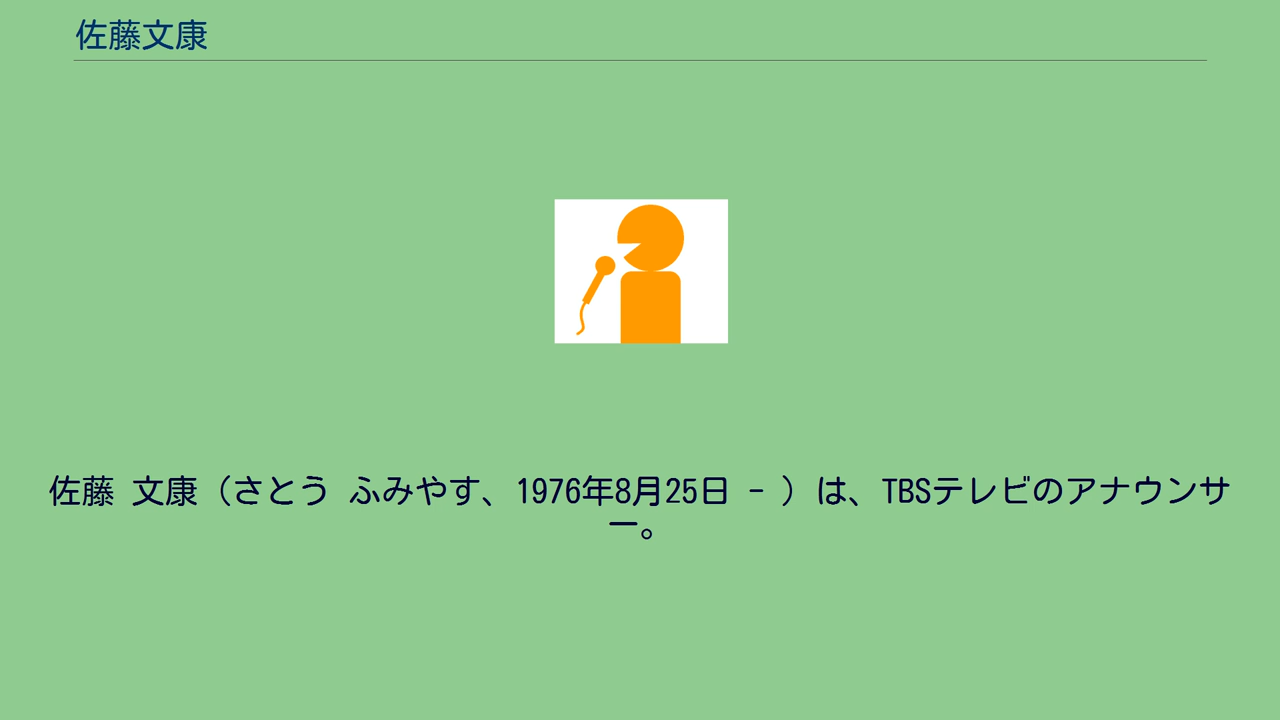 佐藤文康
佐藤 文康（さとう ふみやす、1976年8月25日 - ）は、TBSテレビのアナウンサ
ー。